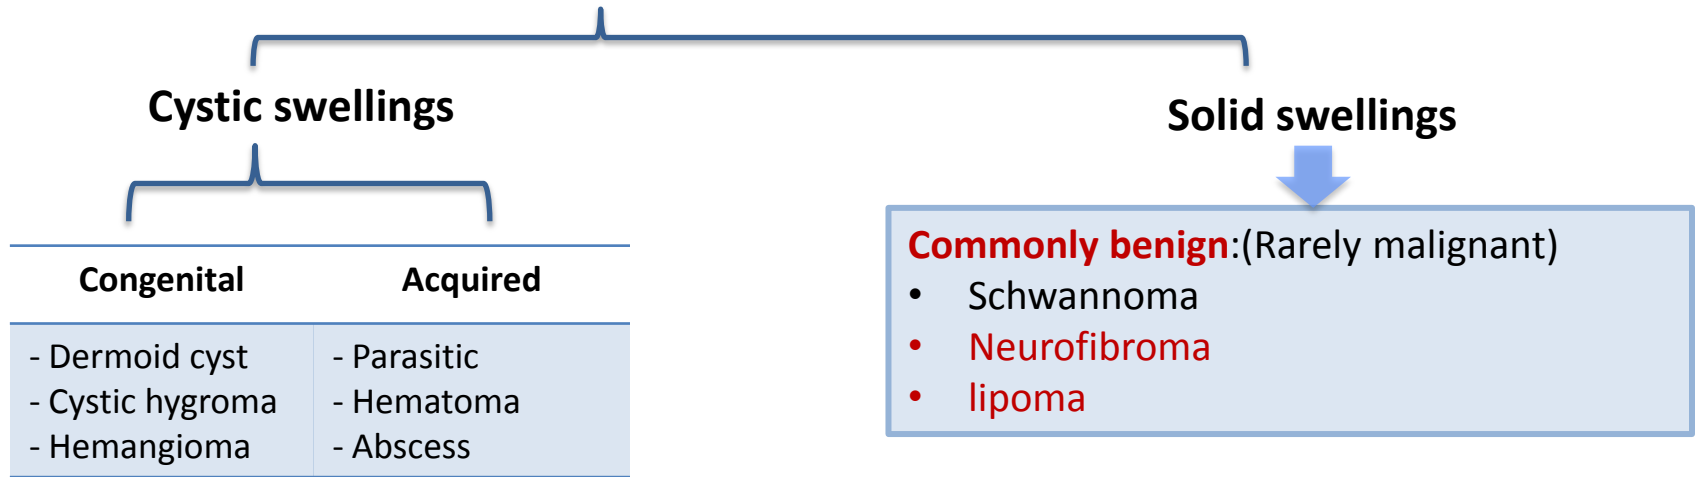 Cystic swellings
Solid swellings
Congenital Acquired
- Dermoid cyst - Parasitic
- Cystic hygroma - Hematoma
- Hemangioma - Abscess
Commonly benign:(Rarely malignant)
• Schwannoma
• Neurofibroma
• lipoma